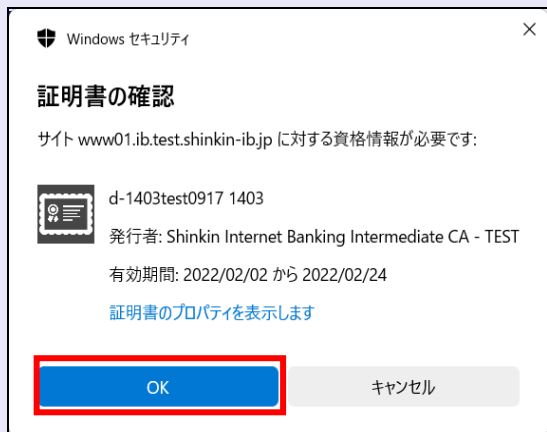 Windows セキュリティ
証明書の確認
サイト www01.ib.test.shinkin-ib.jp に対する資格情報が必要です:
d-1403test0917 1403
発行者: Shinkin Internet Banking Intermediate CA - TEST
有効期間: 2022/02/02 から 2022/02/24
証明書のプロパティを表示します
OK
キャンセル